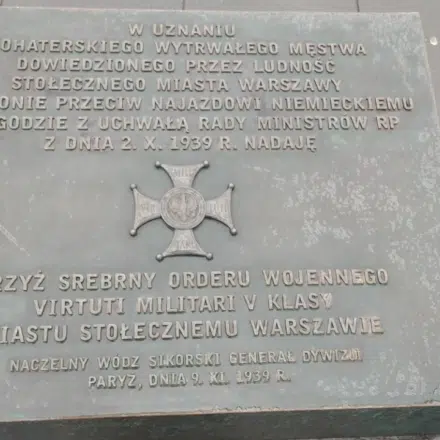 W UZNANIU
OHATERSKIEGO WYTRWAŁEGO MĘSTWA
DOWIEDZIONEGO PRZEZ LUDNOŚĆ
STOŁECZNEGO MIASTA WARSZAWY
ONIE PRZECIW NAJAZDOWI NIEMIECKIEMU
GODZIE Z UCHWAŁĄ RADY MINISTRÓW RP
Z DNIA 2. X. 1939 R. NADAJĘ
RZYŻ SREBRNY ORDERU WOJENNEGO
VIRTUTI MILITARI V KLASY
IASTU STOŁECZNEMU WARSZAWIE
NACZELNY WÓDZ SIKORSKI GENERAŁ DYWIZJI
PARYŻ, DNIA 9. XI. 1939 R.